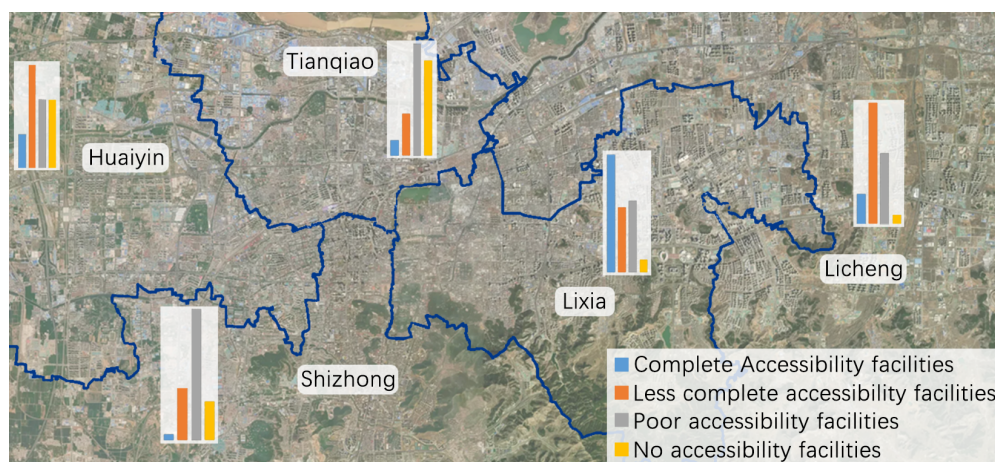 Tianqiao
Huaiyin
Licheng
Lixia
Shizhong
Complete Accessibility facilities
Less complete accessibility facilities
Poor accessibility facilities
No accessibility facilities